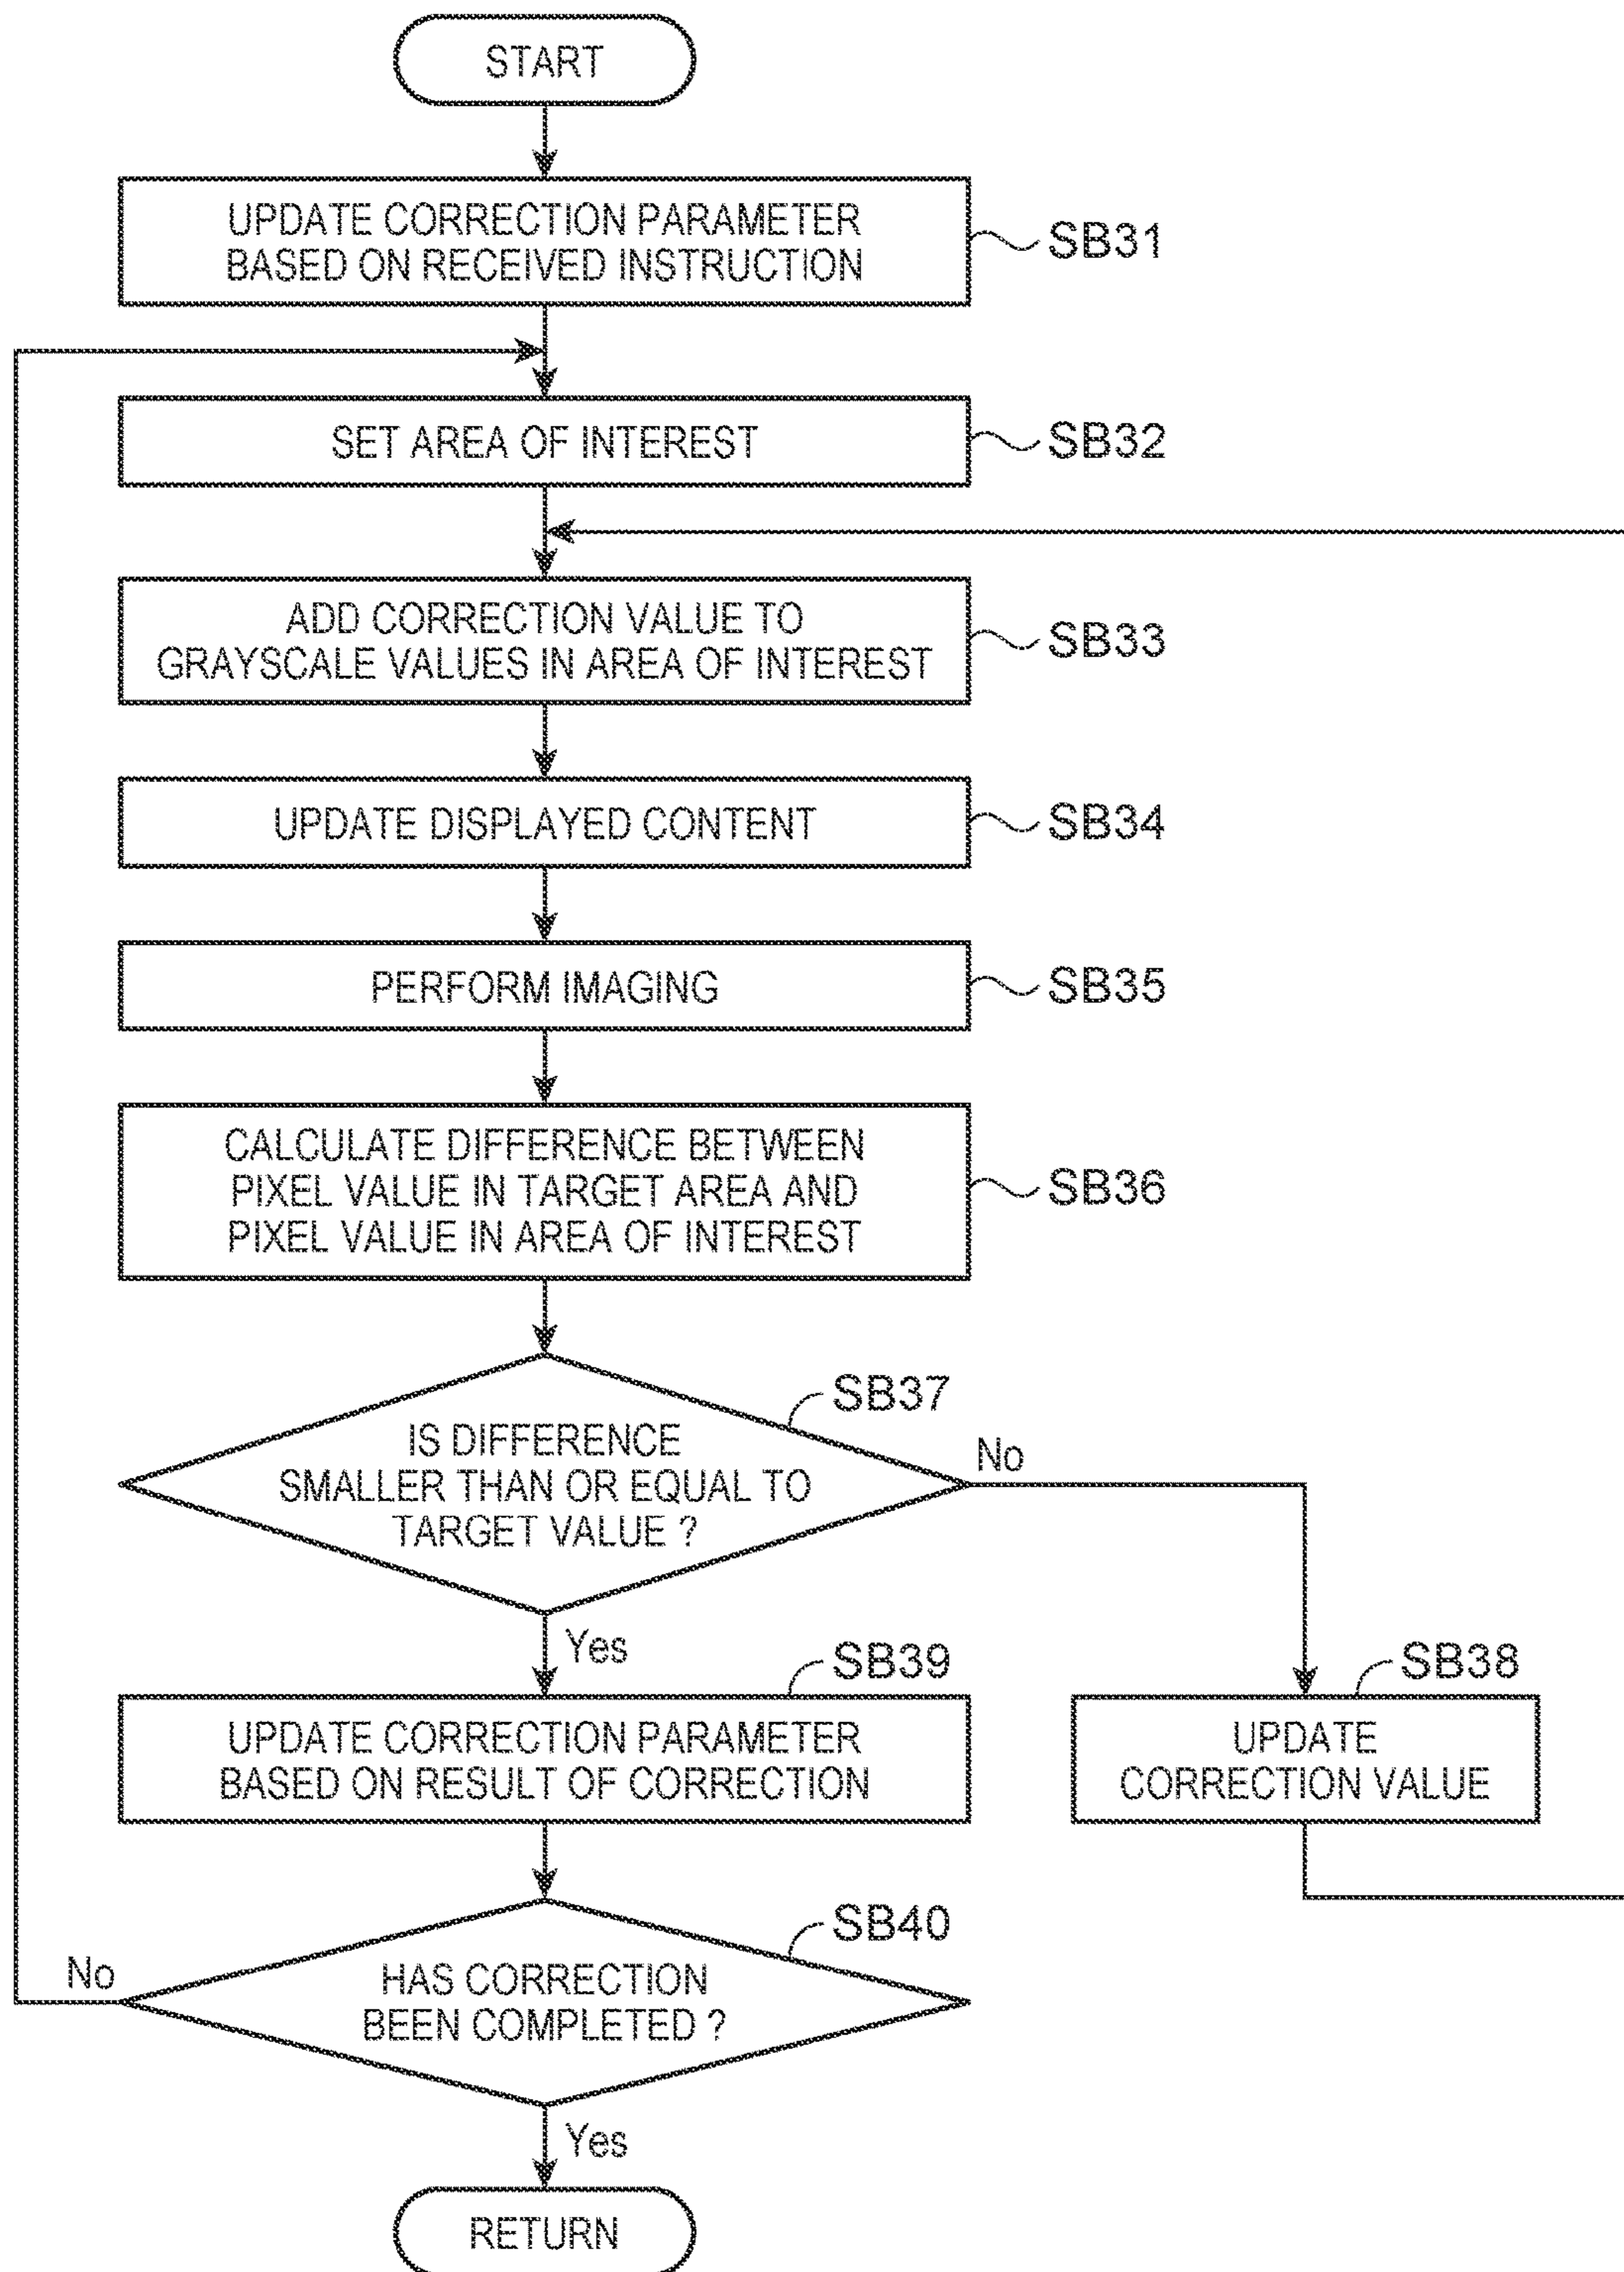 START
UPDATE CORRECTION PARAMETER
BASED ON RECEIVED INSTRUCTION
SB31
SET AREA OF INTEREST
SB32
ADD CORRECTION VALUE TO
GRAYSCALE VALUES IN AREA OF INTEREST
SB33
UPDATE DISPLAYED CONTENT
SB34
PERFORM IMAGING
SB35
CALCULATE DIFFERENCE BETWEEN
PIXEL VALUE IN TARGET AREA AND
PIXEL VALUE IN AREA OF INTEREST
SB36
SB37
IS DIFFERENCE
SMALLER THAN OR EQUAL TO
TARGET VALUE ?
No
Yes
SB39
UPDATE CORRECTION PARAMETER
BASED ON RESULT OF CORRECTION
SB38
UPDATE
CORRECTION VALUE
SB40
HAS CORRECTION
BEEN COMPLETED ?
No
Yes
RETURN